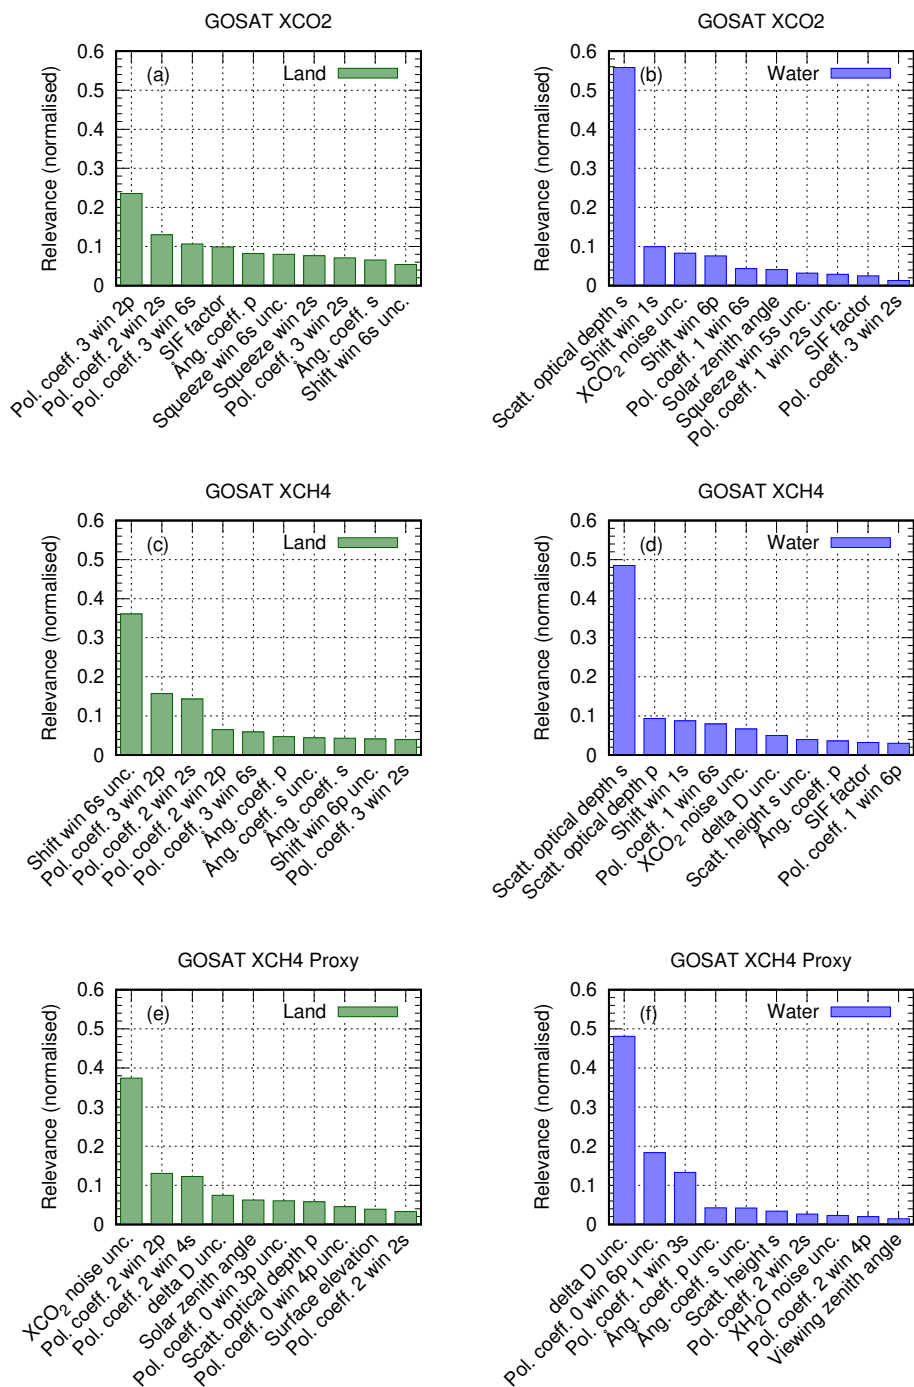 GOSAT XCO2
Relevance (normalised)
0.6
0.5
0.4
0.3
0.2
0.1
0
(a)
Land
Pol. coeff. 3 win 2p
Pol. coeff. 2 win 2s
Pol. coeff. 3 win 6s
SIF factor
Ång. coeff. p
Squeeze win 6s unc.
Squeeze win 2s
Pol. coeff. 3 win 2s
Ång. coeff. s
Shift win 6s unc.
GOSAT XCO2
Relevance (normalised)
0.6
0.5
0.4
0.3
0.2
0.1
0
(b)
Water
Scatt. optical depth s
Shift win 1s
XCO₂ noise unc.
Shift win 6p
Pol. coeff. 1 win 6s
Solar zenith angle
Squeeze win 5s unc.
Pol. coeff. 1 win 2s unc.
SIF factor
Pol. coeff. 3 win 2s
GOSAT XCH4
Relevance (normalised)
0.6
0.5
0.4
0.3
0.2
0.1
0
(c)
Land
Shift win 6s unc.
Pol. coeff. 3 win 2p
Pol. coeff. 2 win 2s
Pol. coeff. 2 win 2p
Pol. coeff. 3 win 6s
Ång. coeff. p
Ång. coeff. s unc.
Ång. coeff. s
Shift win 6p unc.
Pol. coeff. 3 win 2s
GOSAT XCH4
Relevance (normalised)
0.6
0.5
0.4
0.3
0.2
0.1
0
(d)
Water
Scatt. optical depth s
Scatt. optical depth p
Shift win 1s
Pol. coeff. 1 win 6s
XCO₂ noise unc.
delta D unc.
Scatt. height s unc.
Ång. coeff. p
SIF factor
Pol. coeff. 1 win 6p
GOSAT XCH4 Proxy
Relevance (normalised)
0.6
0.5
0.4
0.3
0.2
0.1
0
(e)
Land
XCO₂ noise unc.
Pol. coeff. 2 win 2p
Pol. coeff. 2 win 4s
delta D unc.
Solar zenith angle
Pol. coeff. 0 win 3p unc.
Scatt. optical depth p
Pol. coeff. 0 win 4p unc.
Surface elevation
Pol. coeff. 2 win 2s
GOSAT XCH4 Proxy
Relevance (normalised)
0.6
0.5
0.4
0.3
0.2
0.1
0
(f)
Water
delta D unc.
Pol. coeff. 0 win 6p unc.
Pol. coeff. 1 win 3s
Ång. coeff. p unc.
Ång. coeff. s unc.
Scatt. height s
Pol. coeff. 2 win 2s
XH₂O noise unc.
Pol. coeff. 2 win 4p
Viewing zenith angle